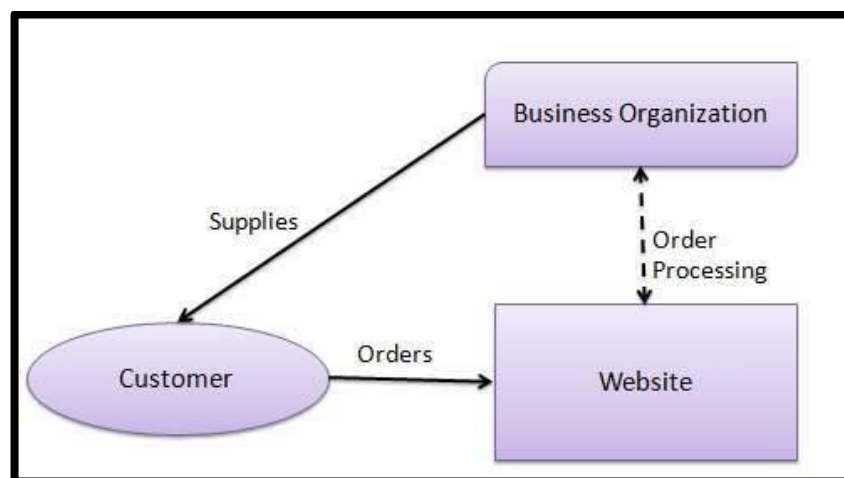 Business Organization
Supplies
Order
Processing
Customer
Orders
Website